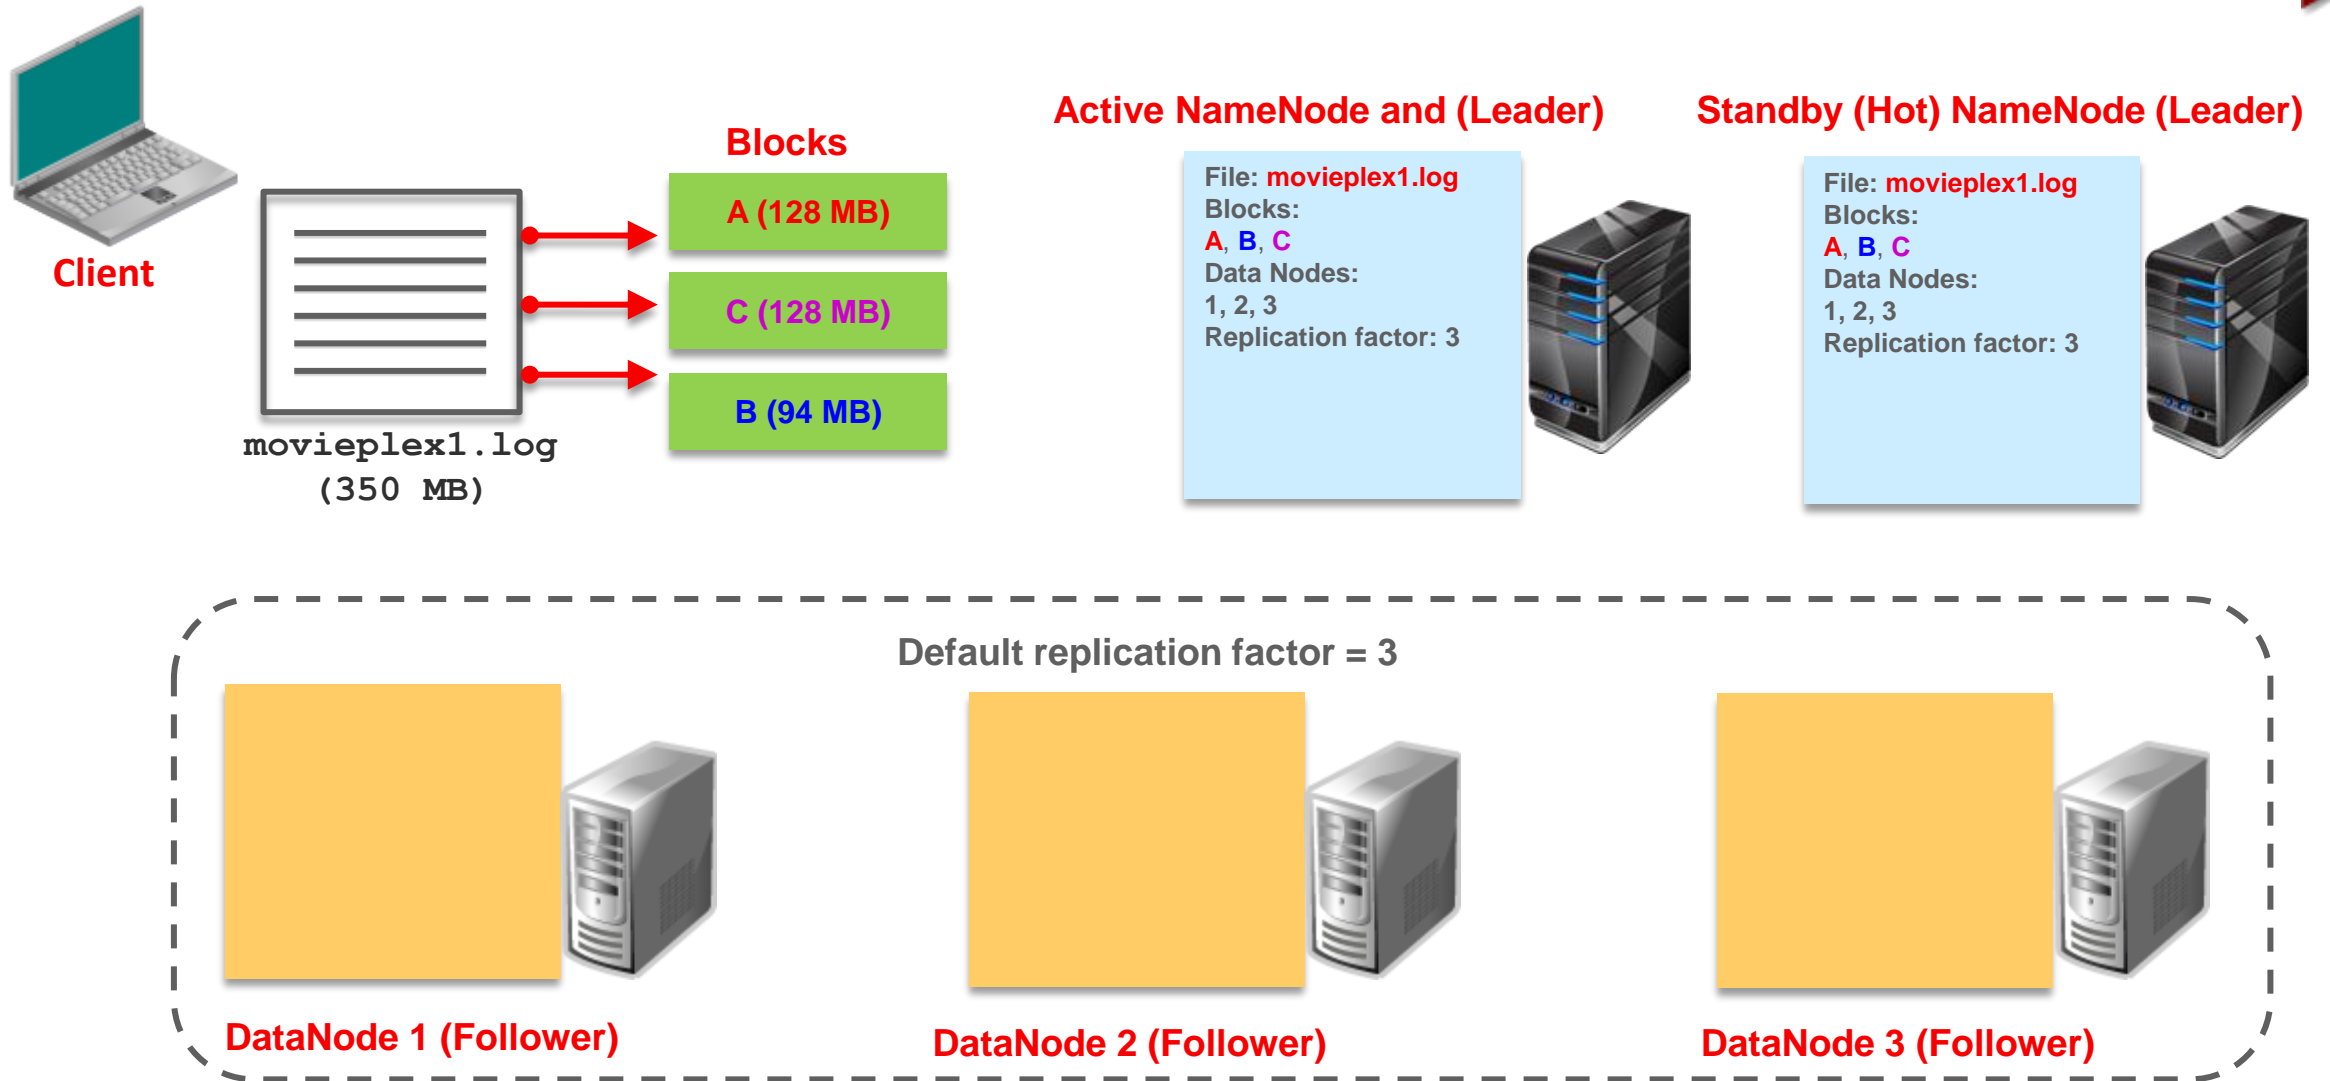 Client
movieplex1.log
(350 MB)
Blocks
A (128 MB)
C (128 MB)
B (94 MB)
Active NameNode and (Leader)
File: movieplex1.log
Blocks:
A, B, C
Data Nodes:
1, 2, 3
Replication factor: 3
Standby (Hot) NameNode (Leader)
File: movieplex1.log
Blocks:
A, B, C
Data Nodes:
1, 2, 3
Replication factor: 3
Default replication factor = 3
DataNode 1 (Follower)
DataNode 2 (Follower)
DataNode 3 (Follower)